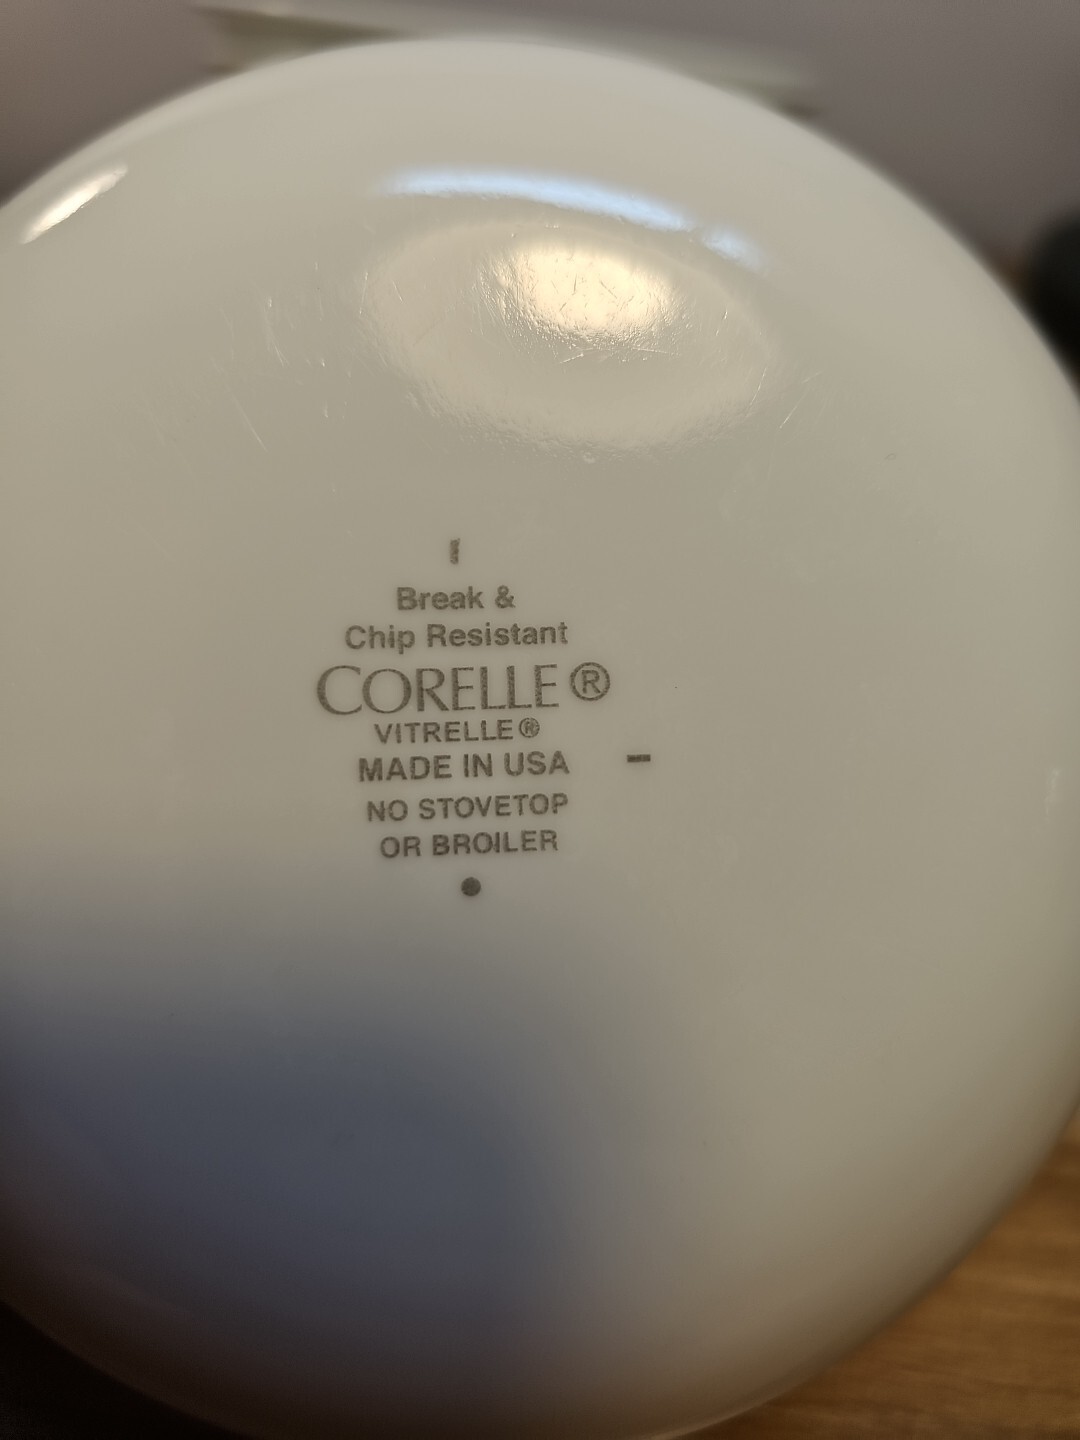 Break &
Chip Resistant
CORELLE®
VITRELLE®
MADE IN USA
NO STOVETOP
OR BROILER